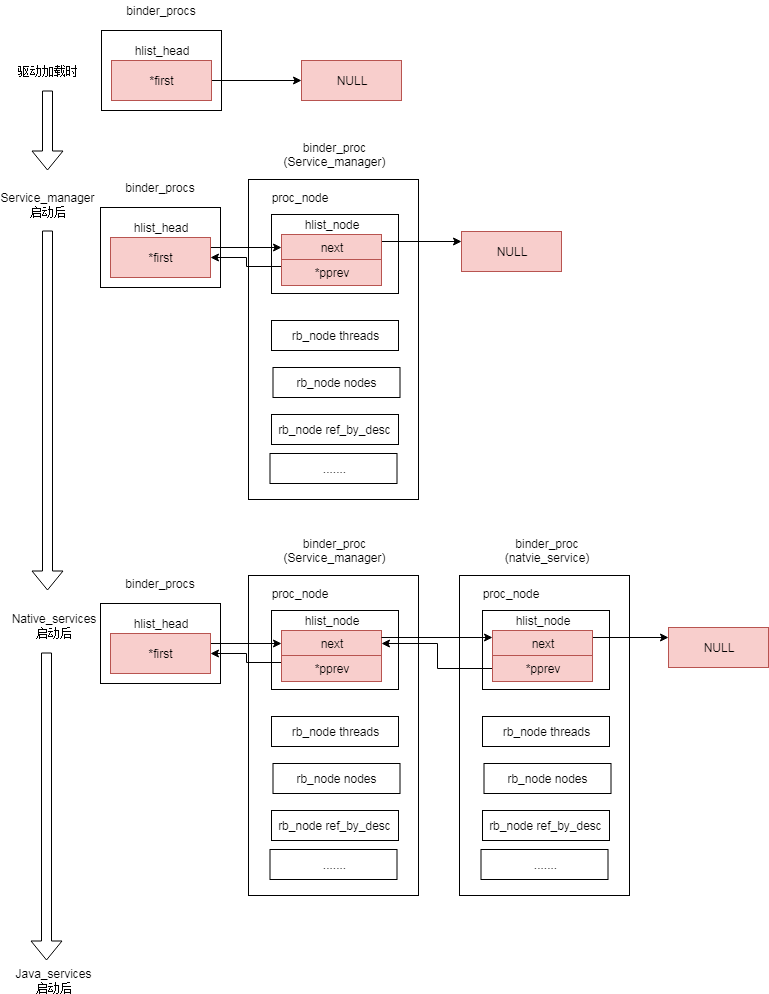 binder_procs
hlist_head
驱动加载时
*first
NULL
binder_proc
(Service_manager)
Service_manager
启动后
binder_procs
proc_node
hlist_head
hlist_node
*first
next
*pprev
NULL
rb_node threads
rb_node nodes
rb_node ref_by_desc
.......
binder_proc
(Service_manager)
binder_proc
(natvie_service)
Native_services
启动后
binder_procs
proc_node
proc_node
hlist_head
hlist_node
hlist_node
*first
next
*pprev
next
*pprev
NULL
rb_node threads
rb_node threads
rb_node nodes
rb_node nodes
rb_node ref_by_desc
rb_node ref_by_desc
.......
.......
Java_services
启动后